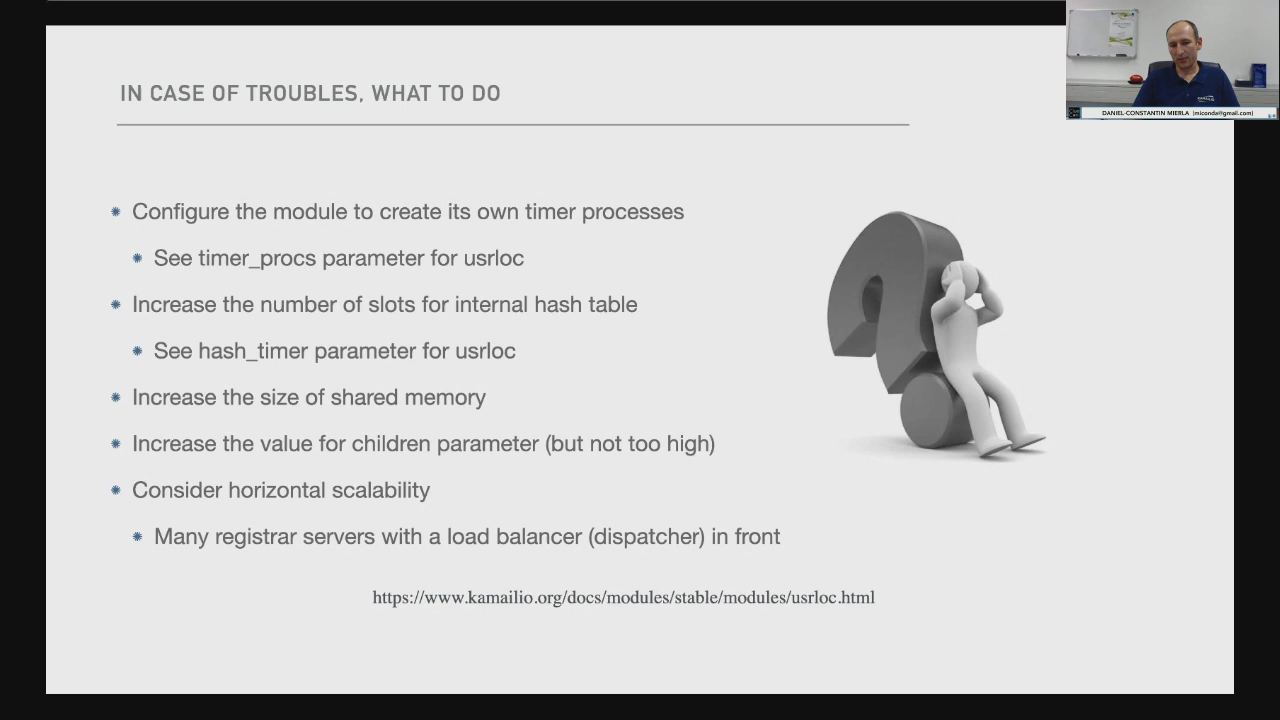 IN CASE OF TROUBLES, WHAT TO DO
Configure the module to create its own timer processes
See timer_procs parameter for usrloc
Increase the number of slots for internal hash table
See hash_timer parameter for usrloc
Increase the size of shared memory
Increase the value for children parameter (but not too high)
Consider horizontal scalability
Many registrar servers with a load balancer (dispatcher) in front
https://www.kamailio.org/docs/modules/stable/modules/usrloc.html
DANIEL-CONSTANTIN MIERLA (miconda@gmail.com)